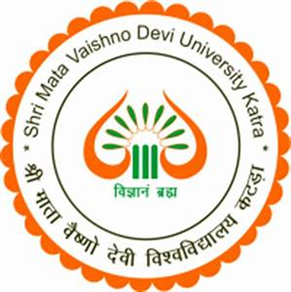 * Shri Mata Vaishno Devi University Katra *
विज्ञानं ब्रह्म
श्री माता वैष्णो देवी विश्वविद्यालय कटड़ा